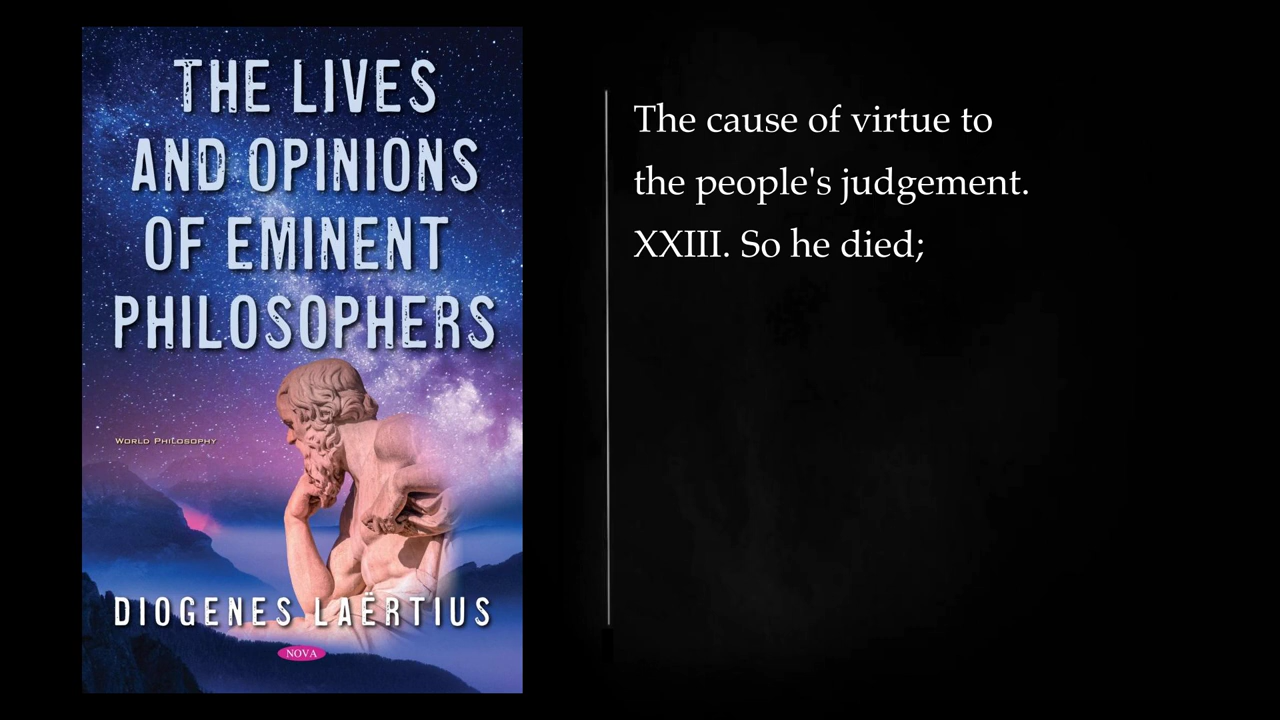 THE LIVES
AND OPINIONS
OF EMINENT
PHILOSOPHERS
WORLD PHILOSOPHY
DIOGENES LAËRTIUS
NOVA
The cause of virtue to
the people's judgement.
XXIII. So he died;